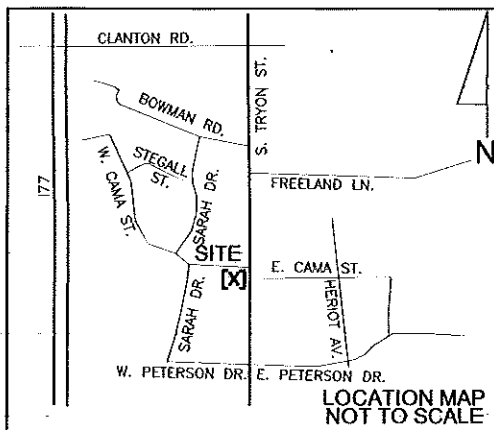 CLANTON RD.
S. TRYON ST.
BOWMAN RD.
STEGALL
ST.
W. CAMA ST.
SARAH DR.
I77
FREELAND LN.
N
SITE
[X]
E. CAMA ST.
HERIOT AV.
SARAH DR.
W. PETERSON DR.
E. PETERSON DR.
LOCATION MAP
NOT TO SCALE